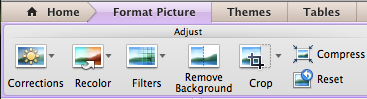 Home Format Picture Themes Tables
Adjust
Corrections Recolor Filters Remove Background Crop Compress
Reset